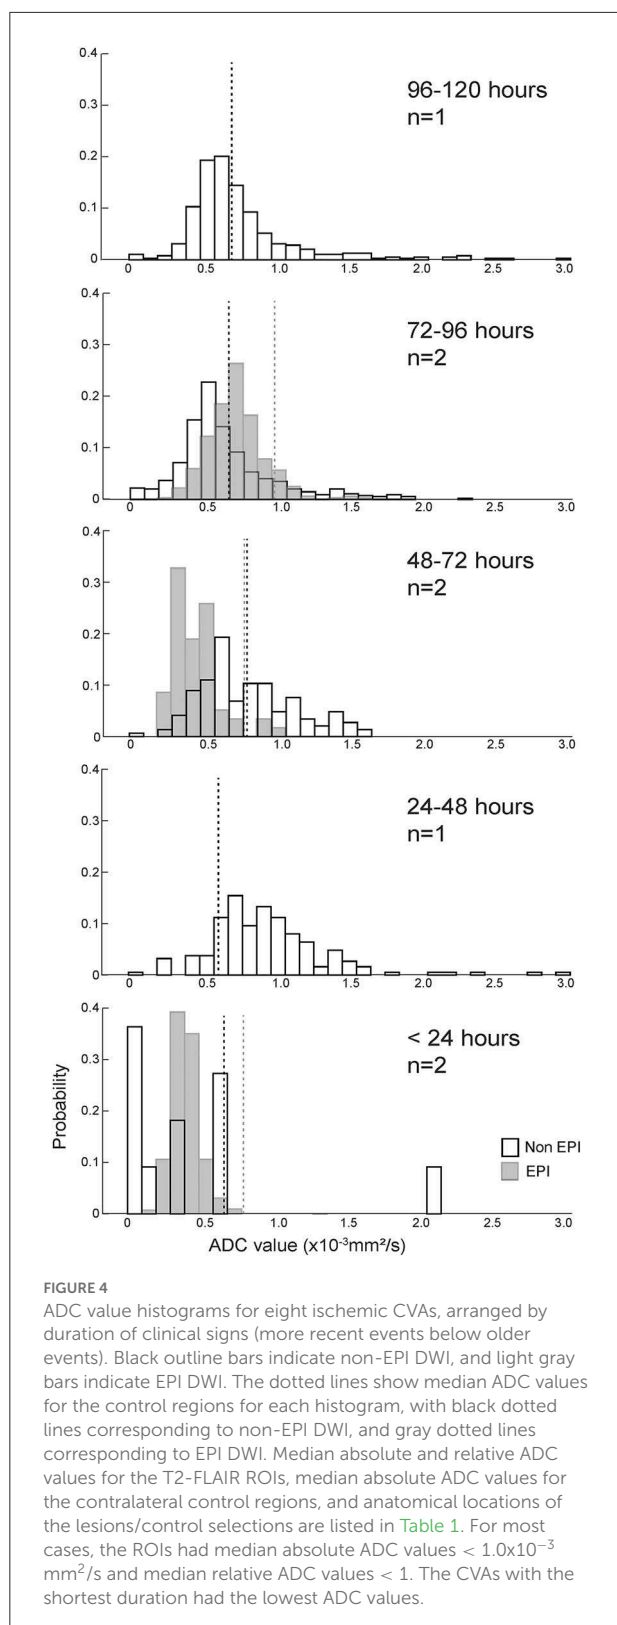 0.4
96-120 hours
n=1
0.3
0.2
0.1
0
0 0.5 1.0 1.5 2.0 2.5 3.0
0.4
72-96 hours
n=2
0.3
0.2
0.1
0
0 0.5 1.0 1.5 2.0 2.5 3.0
0.4
48-72 hours
n=2
0.3
0.2
0.1
0
0 0.5 1.0 1.5 2.0 2.5 3.0
0.4
24-48 hours
n=1
0.3
0.2
0.1
0
0 0.5 1.0 1.5 2.0 2.5 3.0
0.4
< 24 hours
n=2
0.3
0.2
0.1
0
Probability
Non EPI
EPI
0 0.5 1.0 1.5 2.0 2.5 3.0
ADC value (x10⁻³mm²/s)
FIGURE 4
ADC value histograms for eight ischemic CVAs, arranged by
duration of clinical signs (more recent events below older
events). Black outline bars indicate non-EPI DWI, and light gray
bars indicate EPI DWI. The dotted lines show median ADC values
for the control regions for each histogram, with black dotted
lines corresponding to non-EPI DWI, and gray dotted lines
corresponding to EPI DWI. Median absolute and relative ADC
values for the T2-FLAIR ROIs, median absolute ADC values for
the contralateral control regions, and anatomical locations of
the lesions/control selections are listed in Table 1. For most
cases, the ROIs had median absolute ADC values < 1.0x10⁻³
mm²/s and median relative ADC values < 1. The CVAs with the
shortest duration had the lowest ADC values.